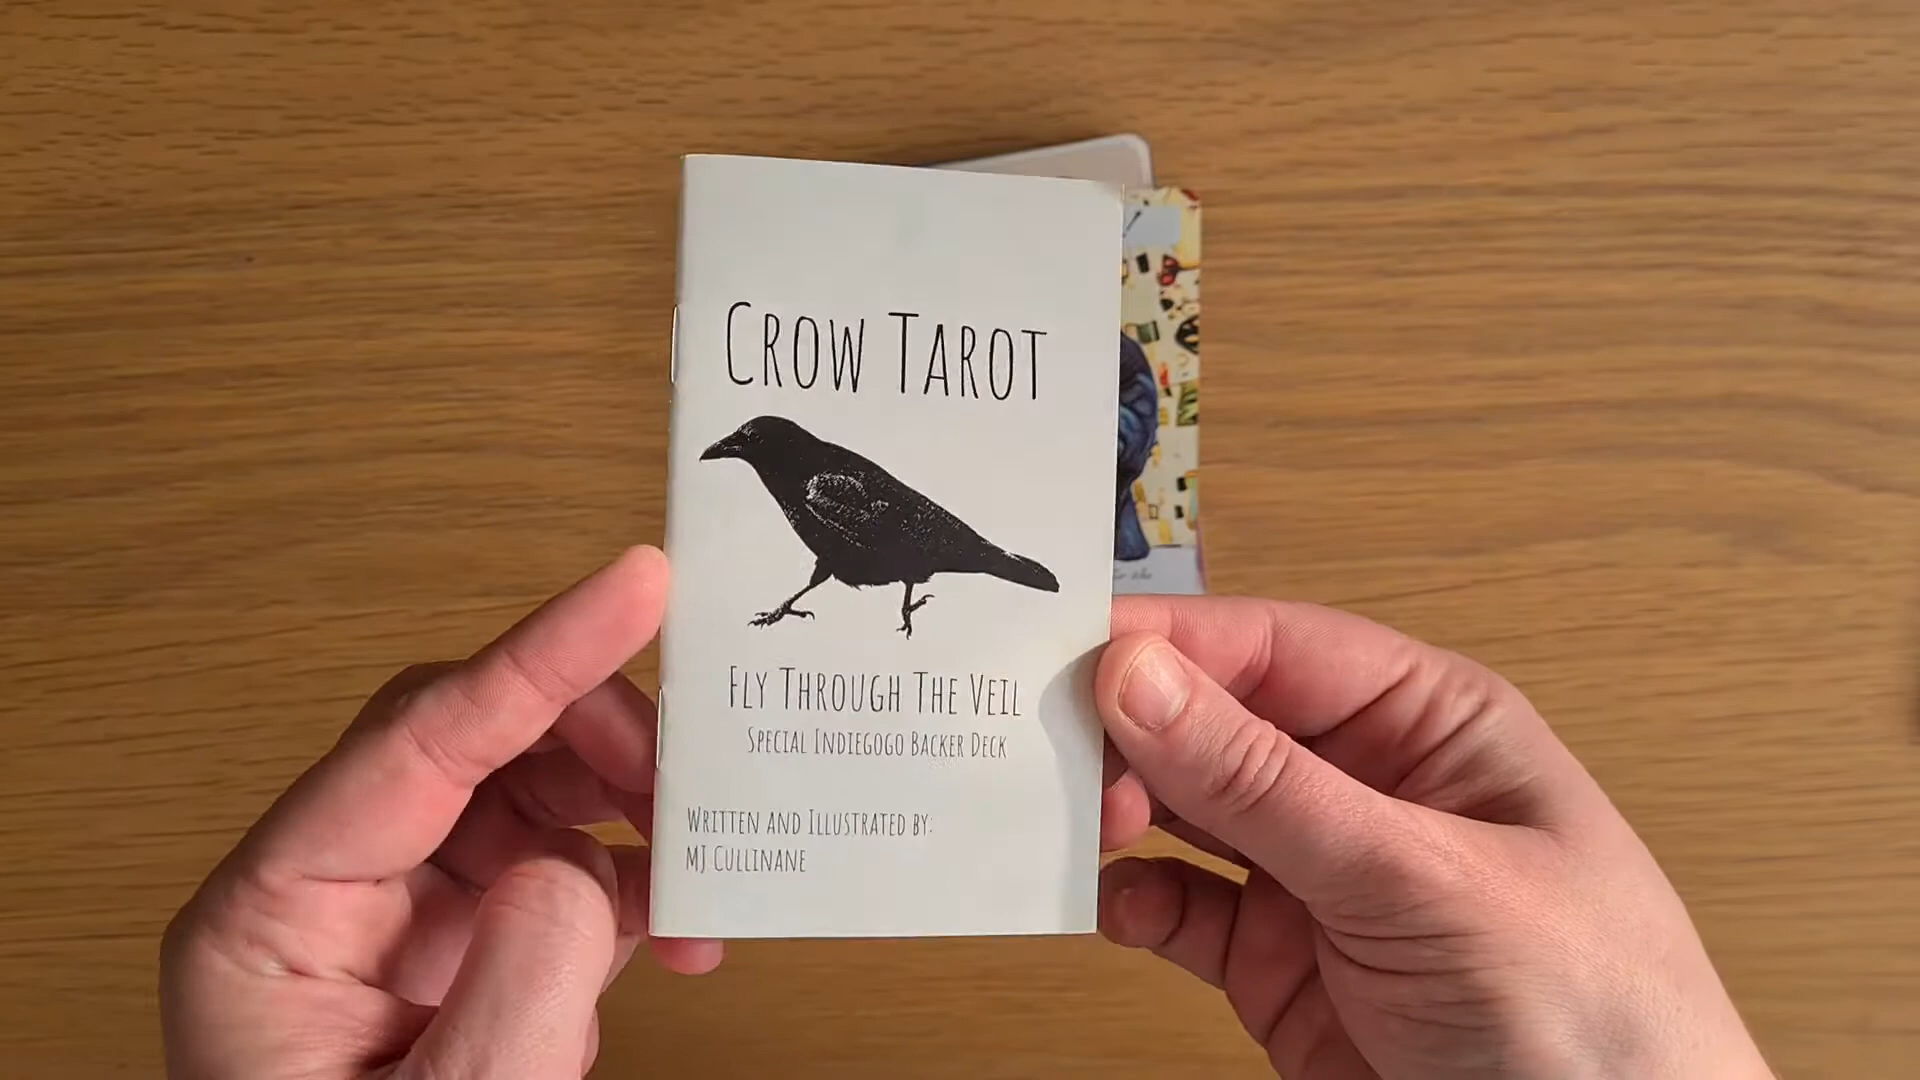 CROW TAROT
FLY THROUGH THE VEIL
SPECIAL INDIEGOGO BACKER DECK
WRITTEN AND ILLUSTRATED BY:
MJ CULLINANE